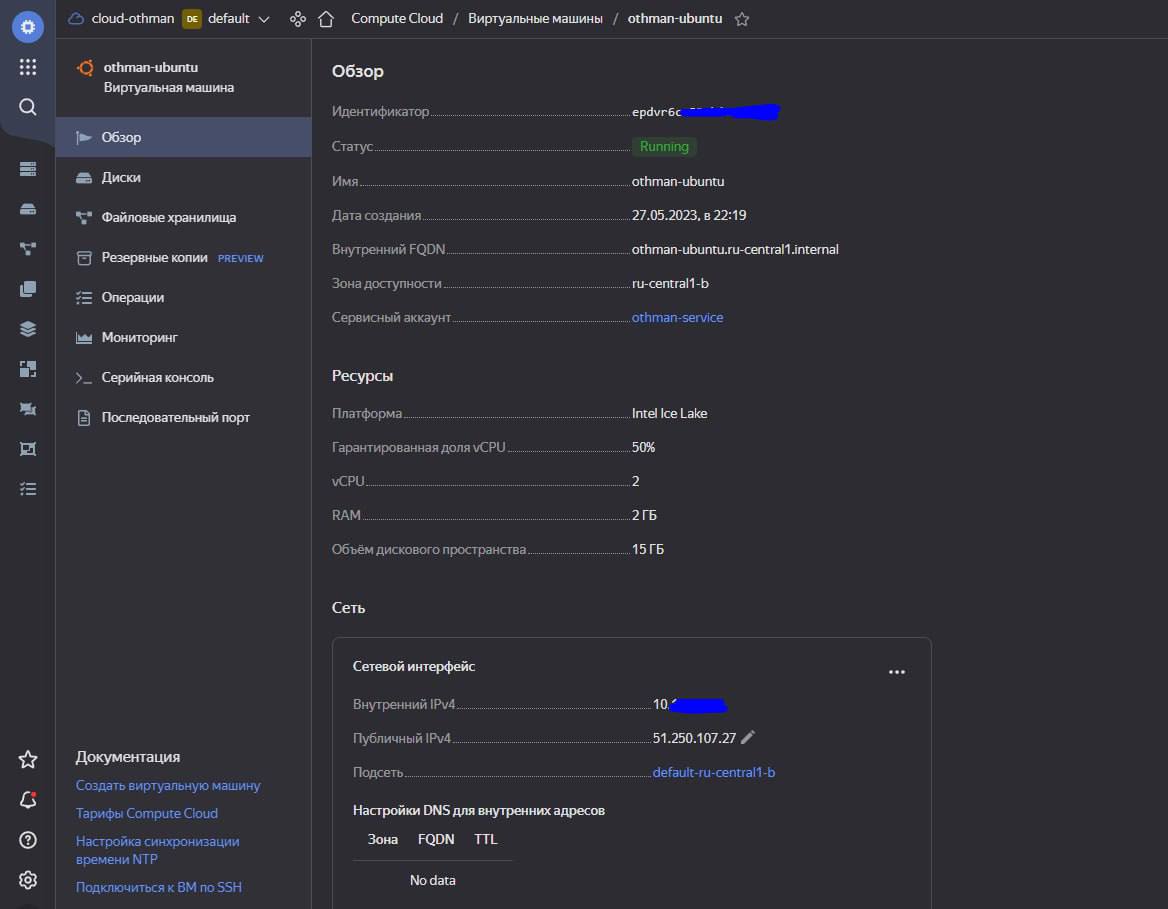 cloud-othman DE default Compute Cloud / Виртуальные машины / othman-ubuntu
othman-ubuntu
Виртуальная машина
Обзор
Диски
Файловые хранилища
Резервные копии PREVIEW
Операции
Мониторинг
Серийная консоль
Последовательный порт
Документация
Создать виртуальную машину
Тарифы Compute Cloud
Настройка синхронизации
времени NTP
Подключиться к ВМ по SSH
Обзор
Идентификатор epdvr6c
Статус Running
Имя othman-ubuntu
Дата создания 27.05.2023, в 22:19
Внутренний FQDN othman-ubuntu.ru-central1.internal
Зона доступности ru-central1-b
Сервисный аккаунт othman-service
Ресурсы
Платформа Intel Ice Lake
Гарантированная доля vCPU 50%
vCPU 2
RAM 2 ГБ
Объём дискового пространства 15 ГБ
Сеть
Сетевой интерфейс
Внутренний IPv4 10.
Публичный IPv4 51.250.107.27
Подсеть default-ru-central1-b
Настройки DNS для внутренних адресов
Зона FQDN TTL
No data